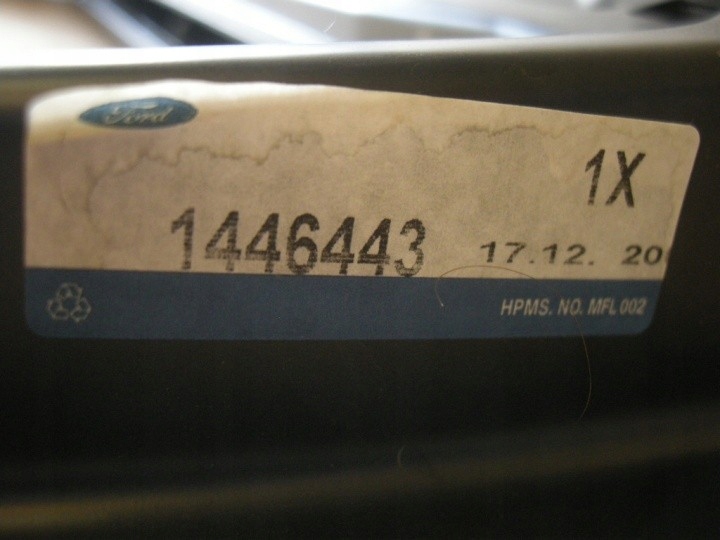 Ford
1X
1446443
17.12. 20
HPMS. NO. MFL 002